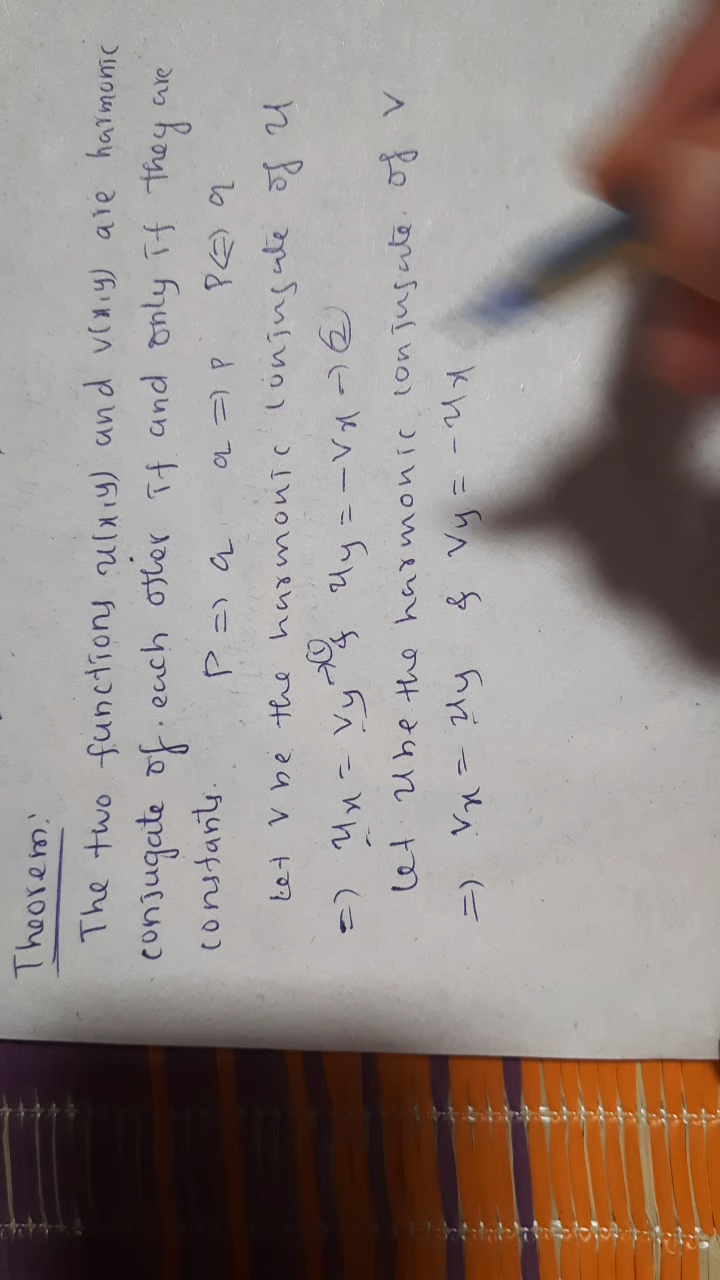 Theorem:
The two functions u(x,y) and v(x,y) are harmonic
conjugate of each other if and only if they are
constants. P => q q => P P <=> q
Let v be the harmonic conjugate of u
=> ux = vy → ① & uy = -vx → ②
Let u be the harmonic conjugate of v
=> vx = uy & vy = -ux